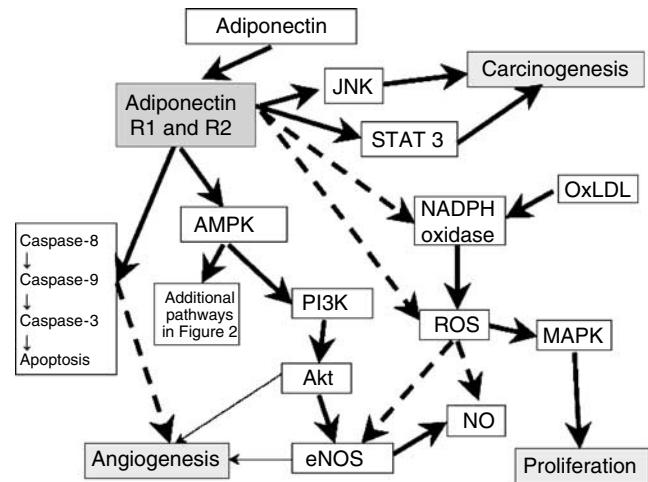 Adiponectin
Adiponectin
R1 and R2
JNK
Carcinogenesis
STAT 3
OxLDL
NADPH
oxidase
AMPK
Caspase-8
↓
Caspase-9
↓
Caspase-3
↓
Apoptosis
Additional
pathways
in Figure 2
PI3K
ROS
MAPK
Akt
NO
Angiogenesis
eNOS
Proliferation